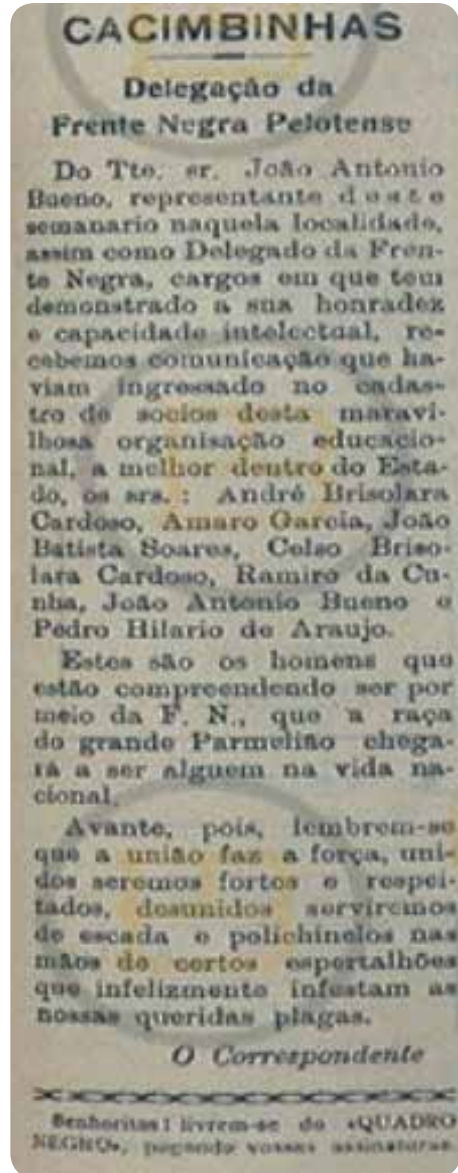 CACIMBINHAS
Delegação da
Frente Negra Pelotense
Do Tte. sr. João Antonio
Bueno, representante deste
semanario naquela localidade,
assim como Delegado da Fren-
te Negra, cargos em que tem
demonstrado a sua honradez
e capacidade intelectual, re-
cebemos comunicação que ha-
viam ingressado no cadas-
tro de socios desta maravi-
lhosa organisação educacio-
nal, a melhor dentro do Esta-
do, os srs.: André Brisolara
Cardoso, Amaro Garcia, João
Batista Soares, Celso Briso-
lara Cardoso, Ramiro da Cu-
nha, João Antonio Bueno e
Pedro Hilario de Araujo.
Estes são os homens que
estão compreendendo ser por
meio da F. N., que a raça
do grande Parmelião chega-
rá a ser alguem na vida na-
cional.
Avante, pois, lembrem-se
que a união faz a força, uni-
dos seremos fortes e respei-
tados, desunidos serviremos
de escada e polichinelos nas
mãos de certos espertalhões
que infelizmente infestam as
nossas queridas plagas.
O Correspondente
Senhoritas! livrem-se do «QUADRO
NEGRO», pagando vossas assinaturas